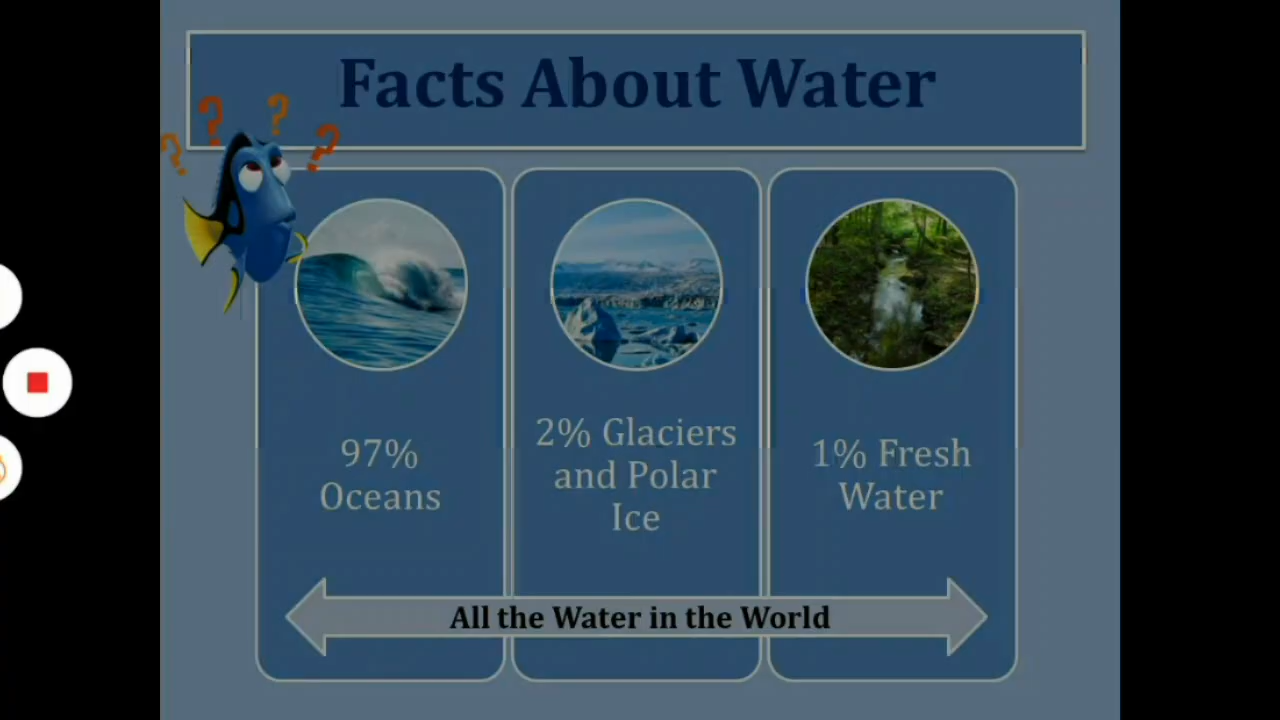 Facts About Water
? ? ? ?
97%
Oceans
2% Glaciers
and Polar
Ice
1% Fresh
Water
All the Water in the World